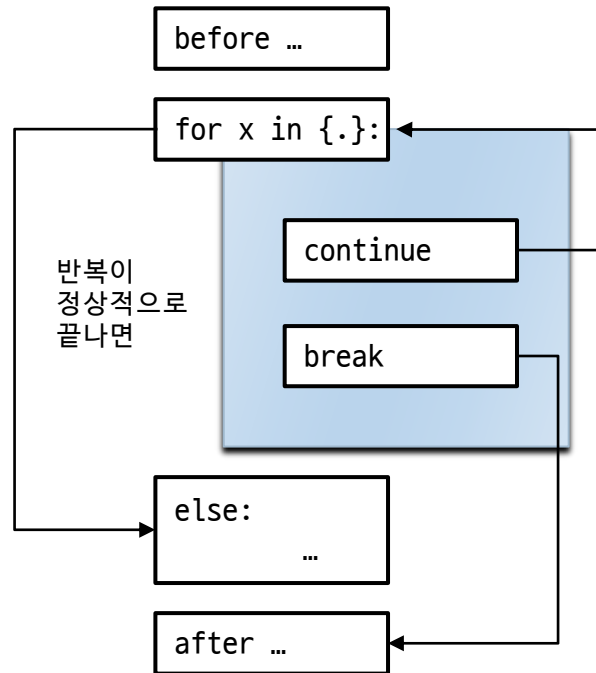 before …
for x in {.}:
continue
반복이
정상적으로
끝나면
break
else:
…
after …